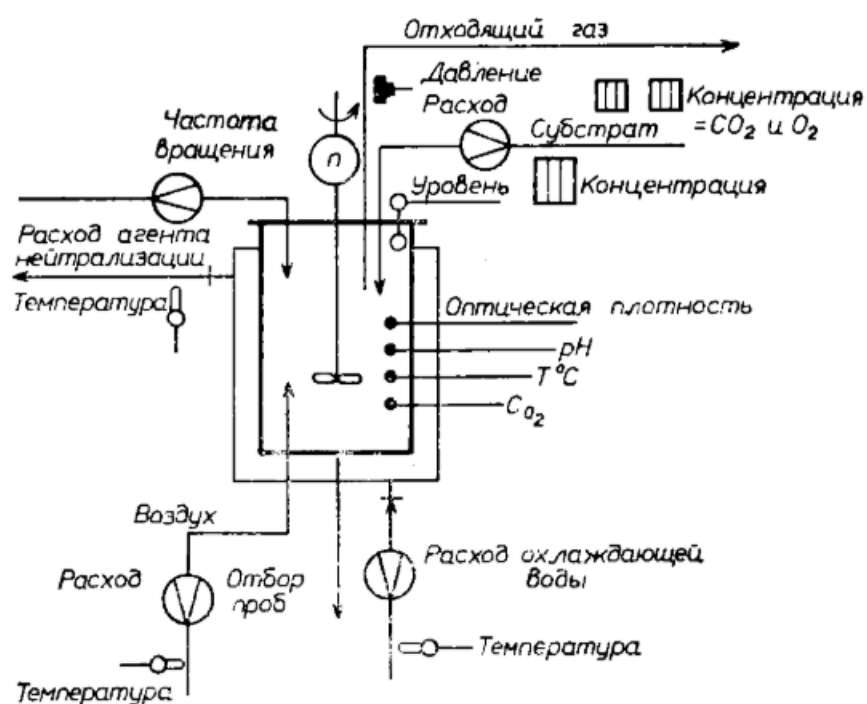 Отходящий газ
Давление
Расход
Концентрация
= CO₂ и O₂
Частота
вращения
n
Субстрат
Уровень
Концентрация
Расход агента
нейтрализации
Температура
Оптическая плотность
pH
T°C
C₀₂
Воздух
Расход
Отбор
проб
Расход охлаждающей
воды
Температура
Температура